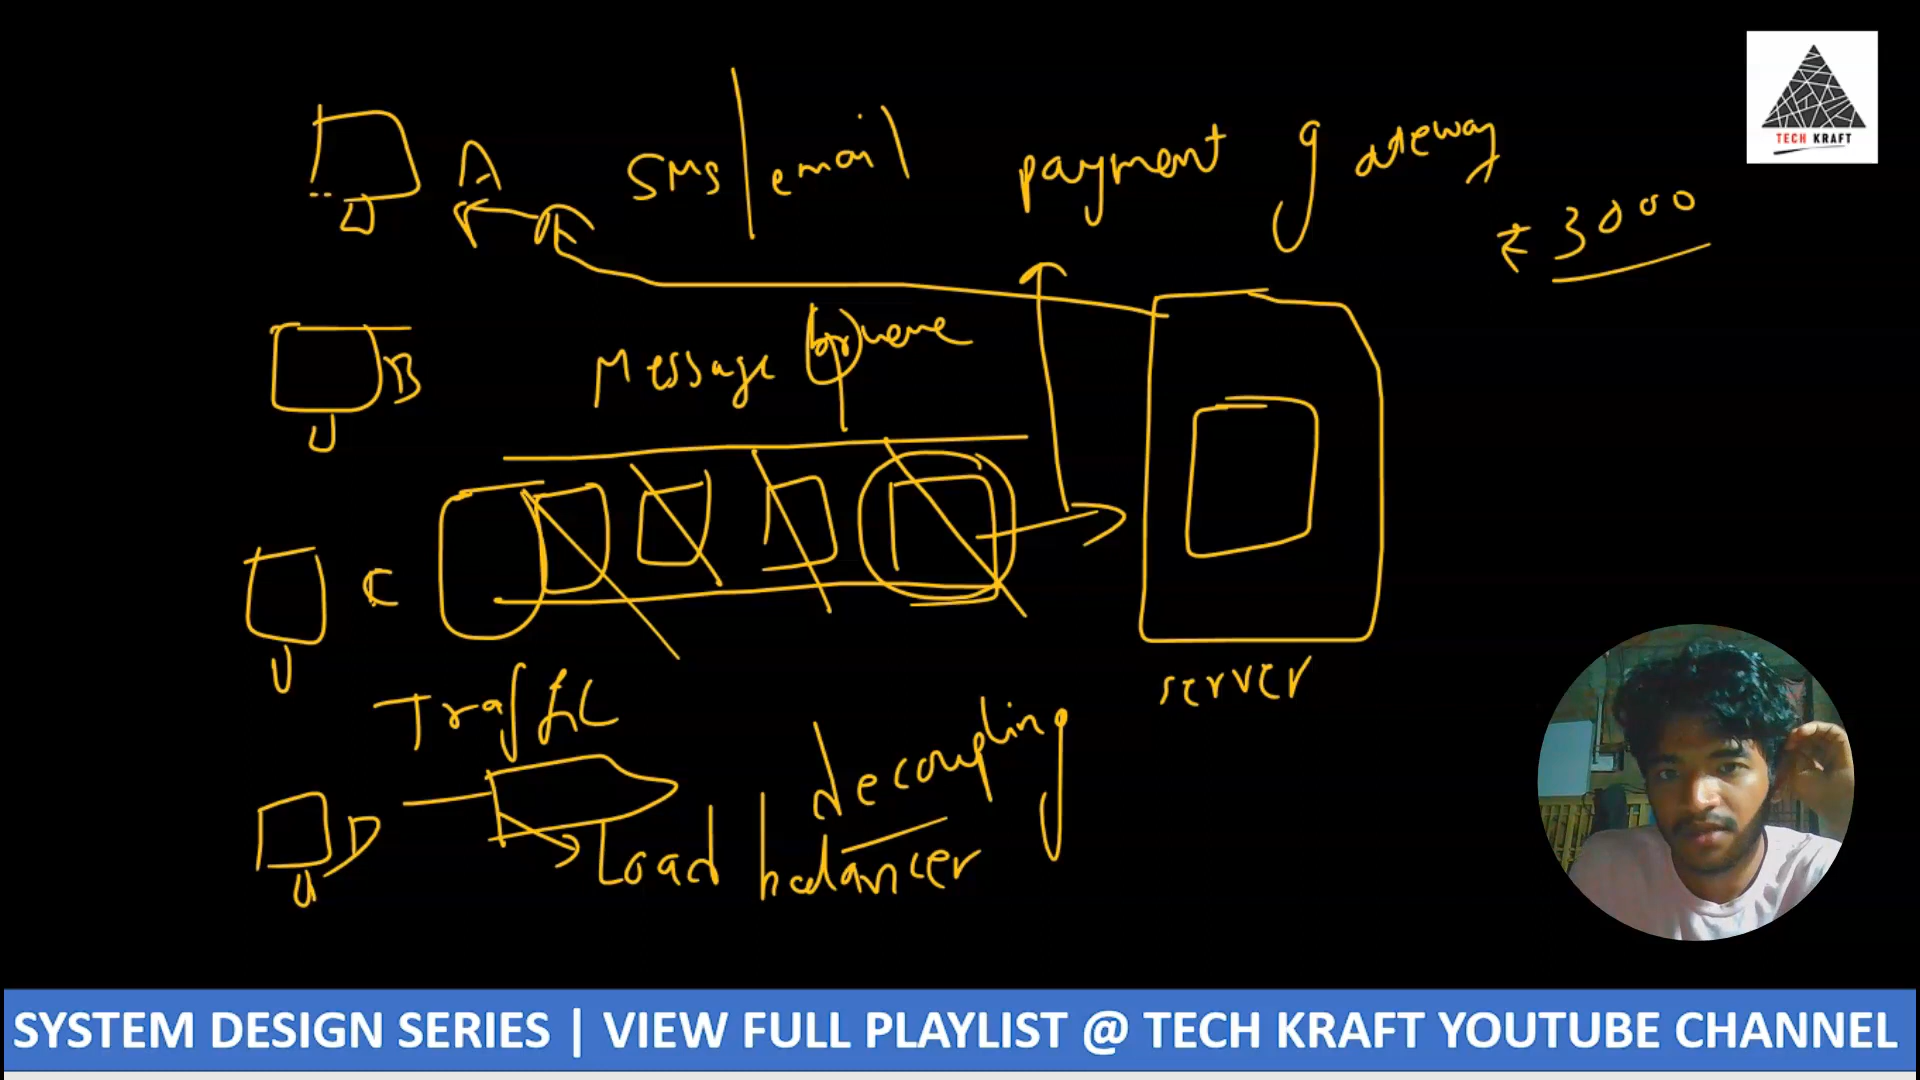 A SMS email payment gateway
TECH KRAFT
₹ 3000
B Message Queue
C
Traffic
server
decoupling
D Load balancer
SYSTEM DESIGN SERIES | VIEW FULL PLAYLIST @ TECH KRAFT YOUTUBE CHANNEL